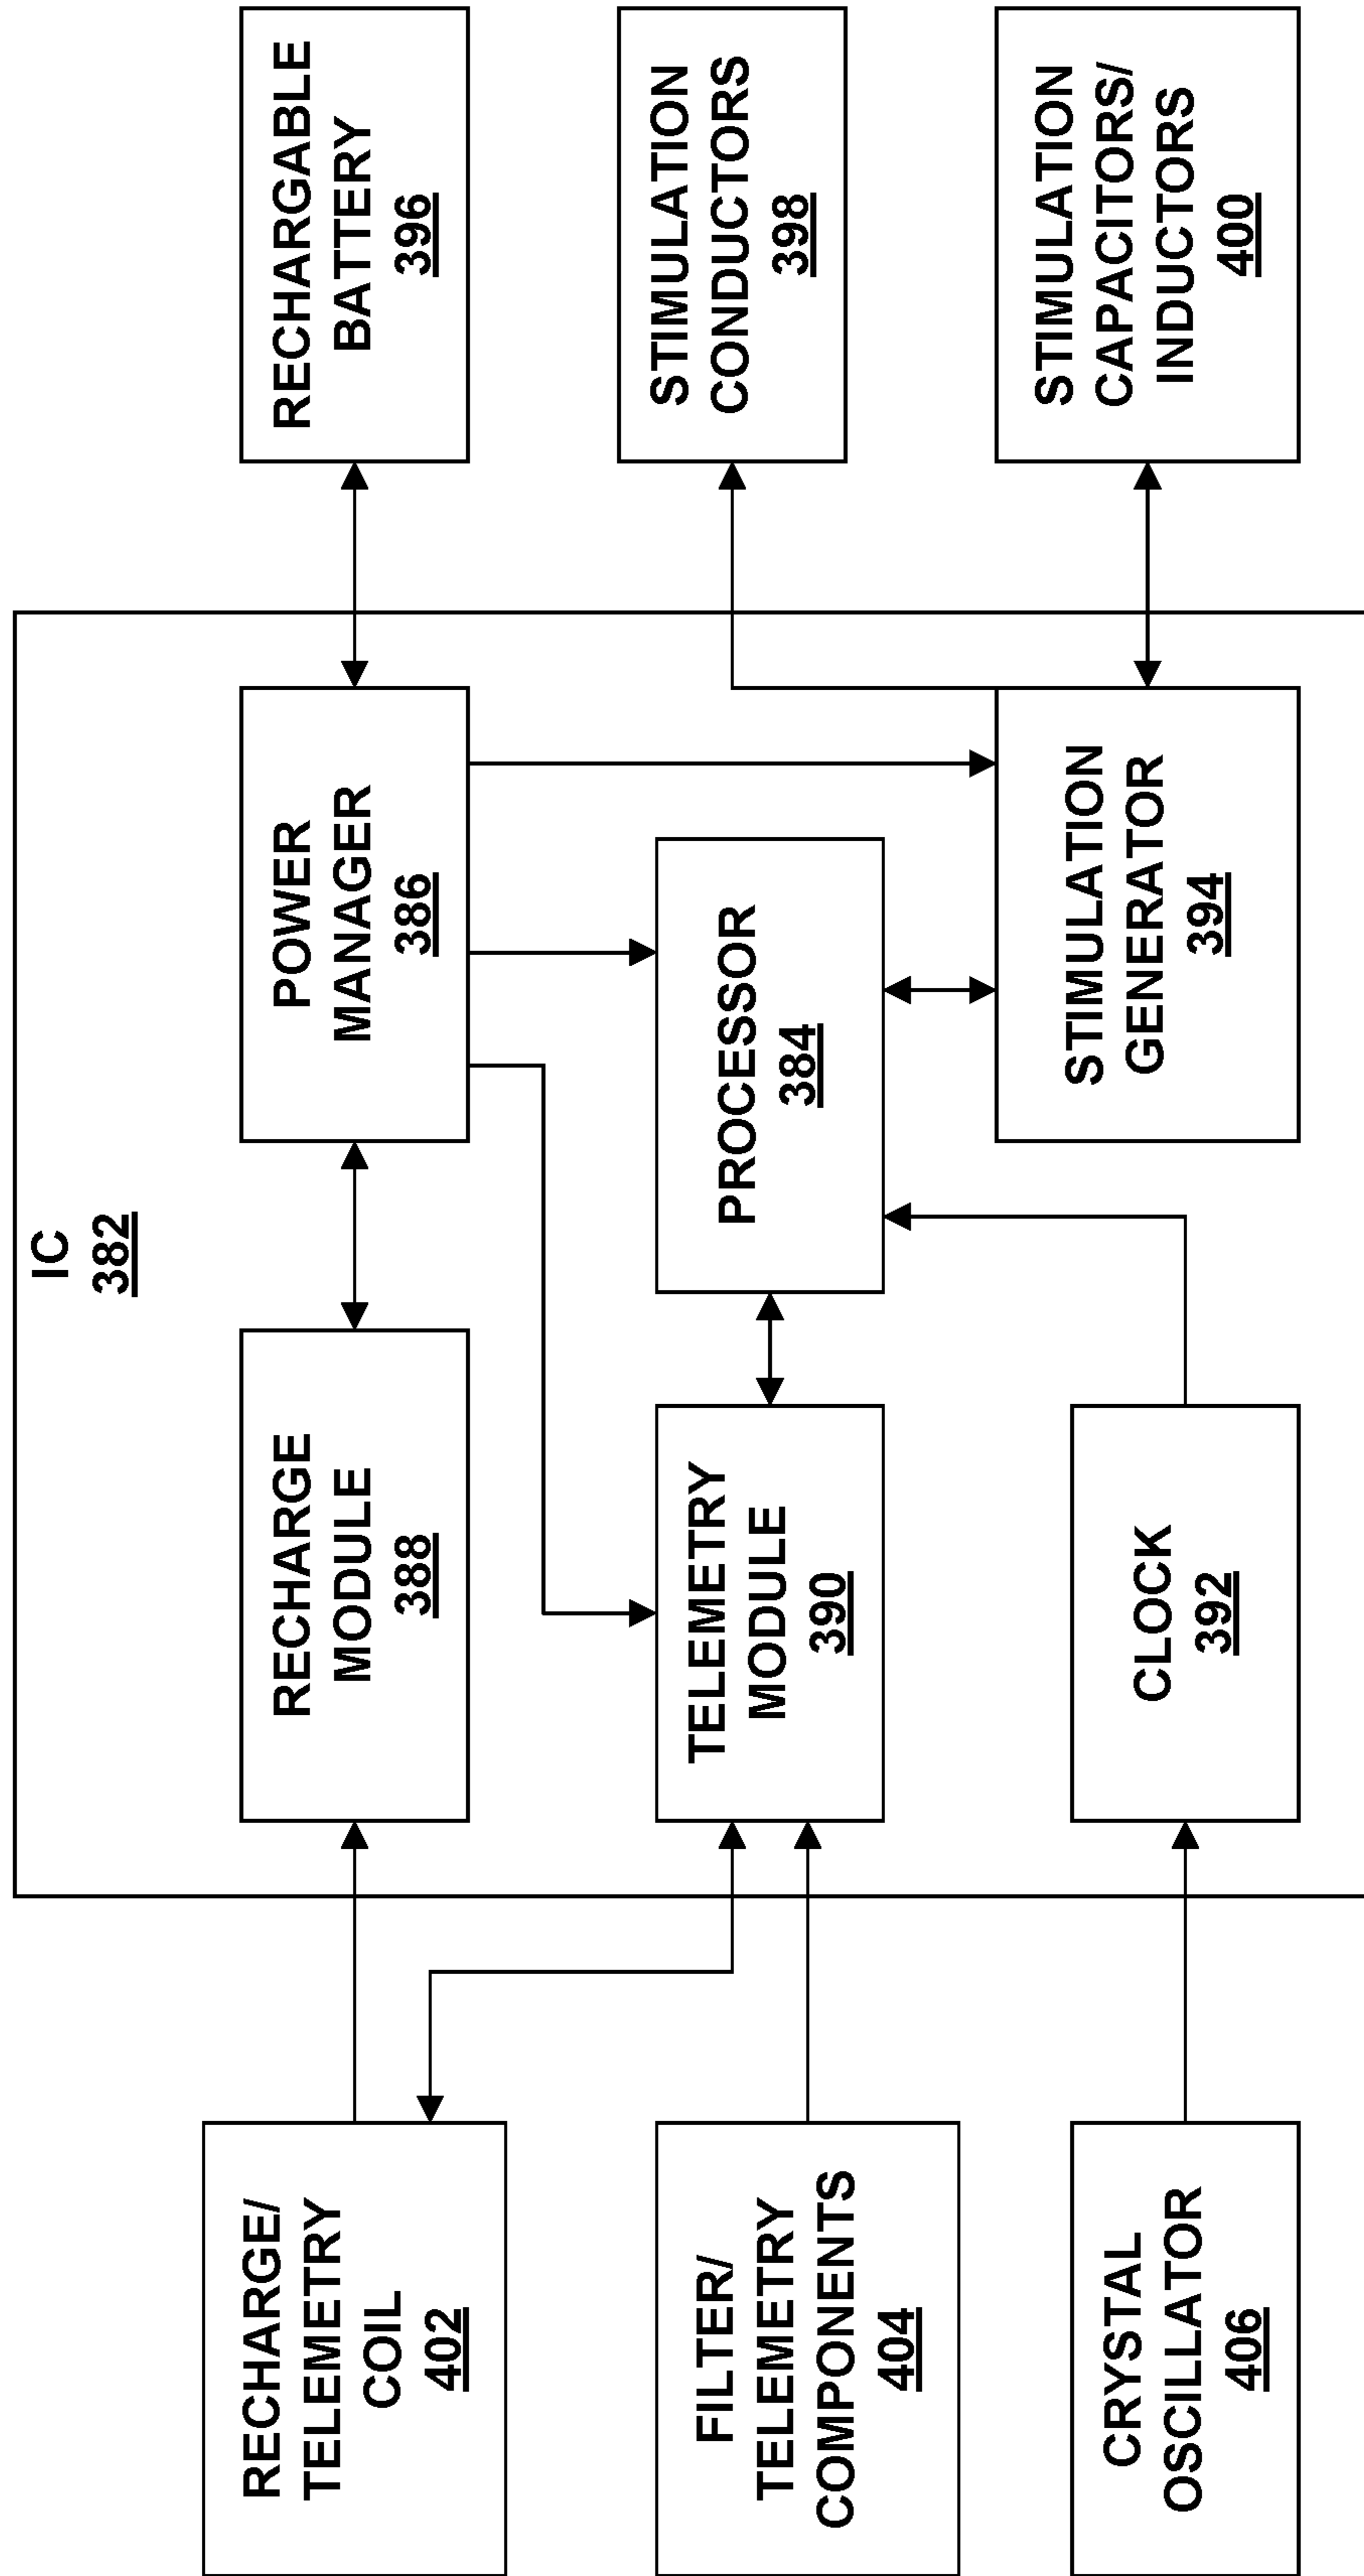 IC
382
RECHARGE/
TELEMETRY
COIL
402
RECHARGE
MODULE
388
POWER
MANAGER
386
RECHARGABLE
BATTERY
396
FILTER/
TELEMETRY
COMPONENTS
404
TELEMETRY
MODULE
390
PROCESSOR
384
STIMULATION
CONDUCTORS
398
CRYSTAL
OSCILLATOR
406
CLOCK
392
STIMULATION
GENERATOR
394
STIMULATION
CAPACITORS/
INDUCTORS
400